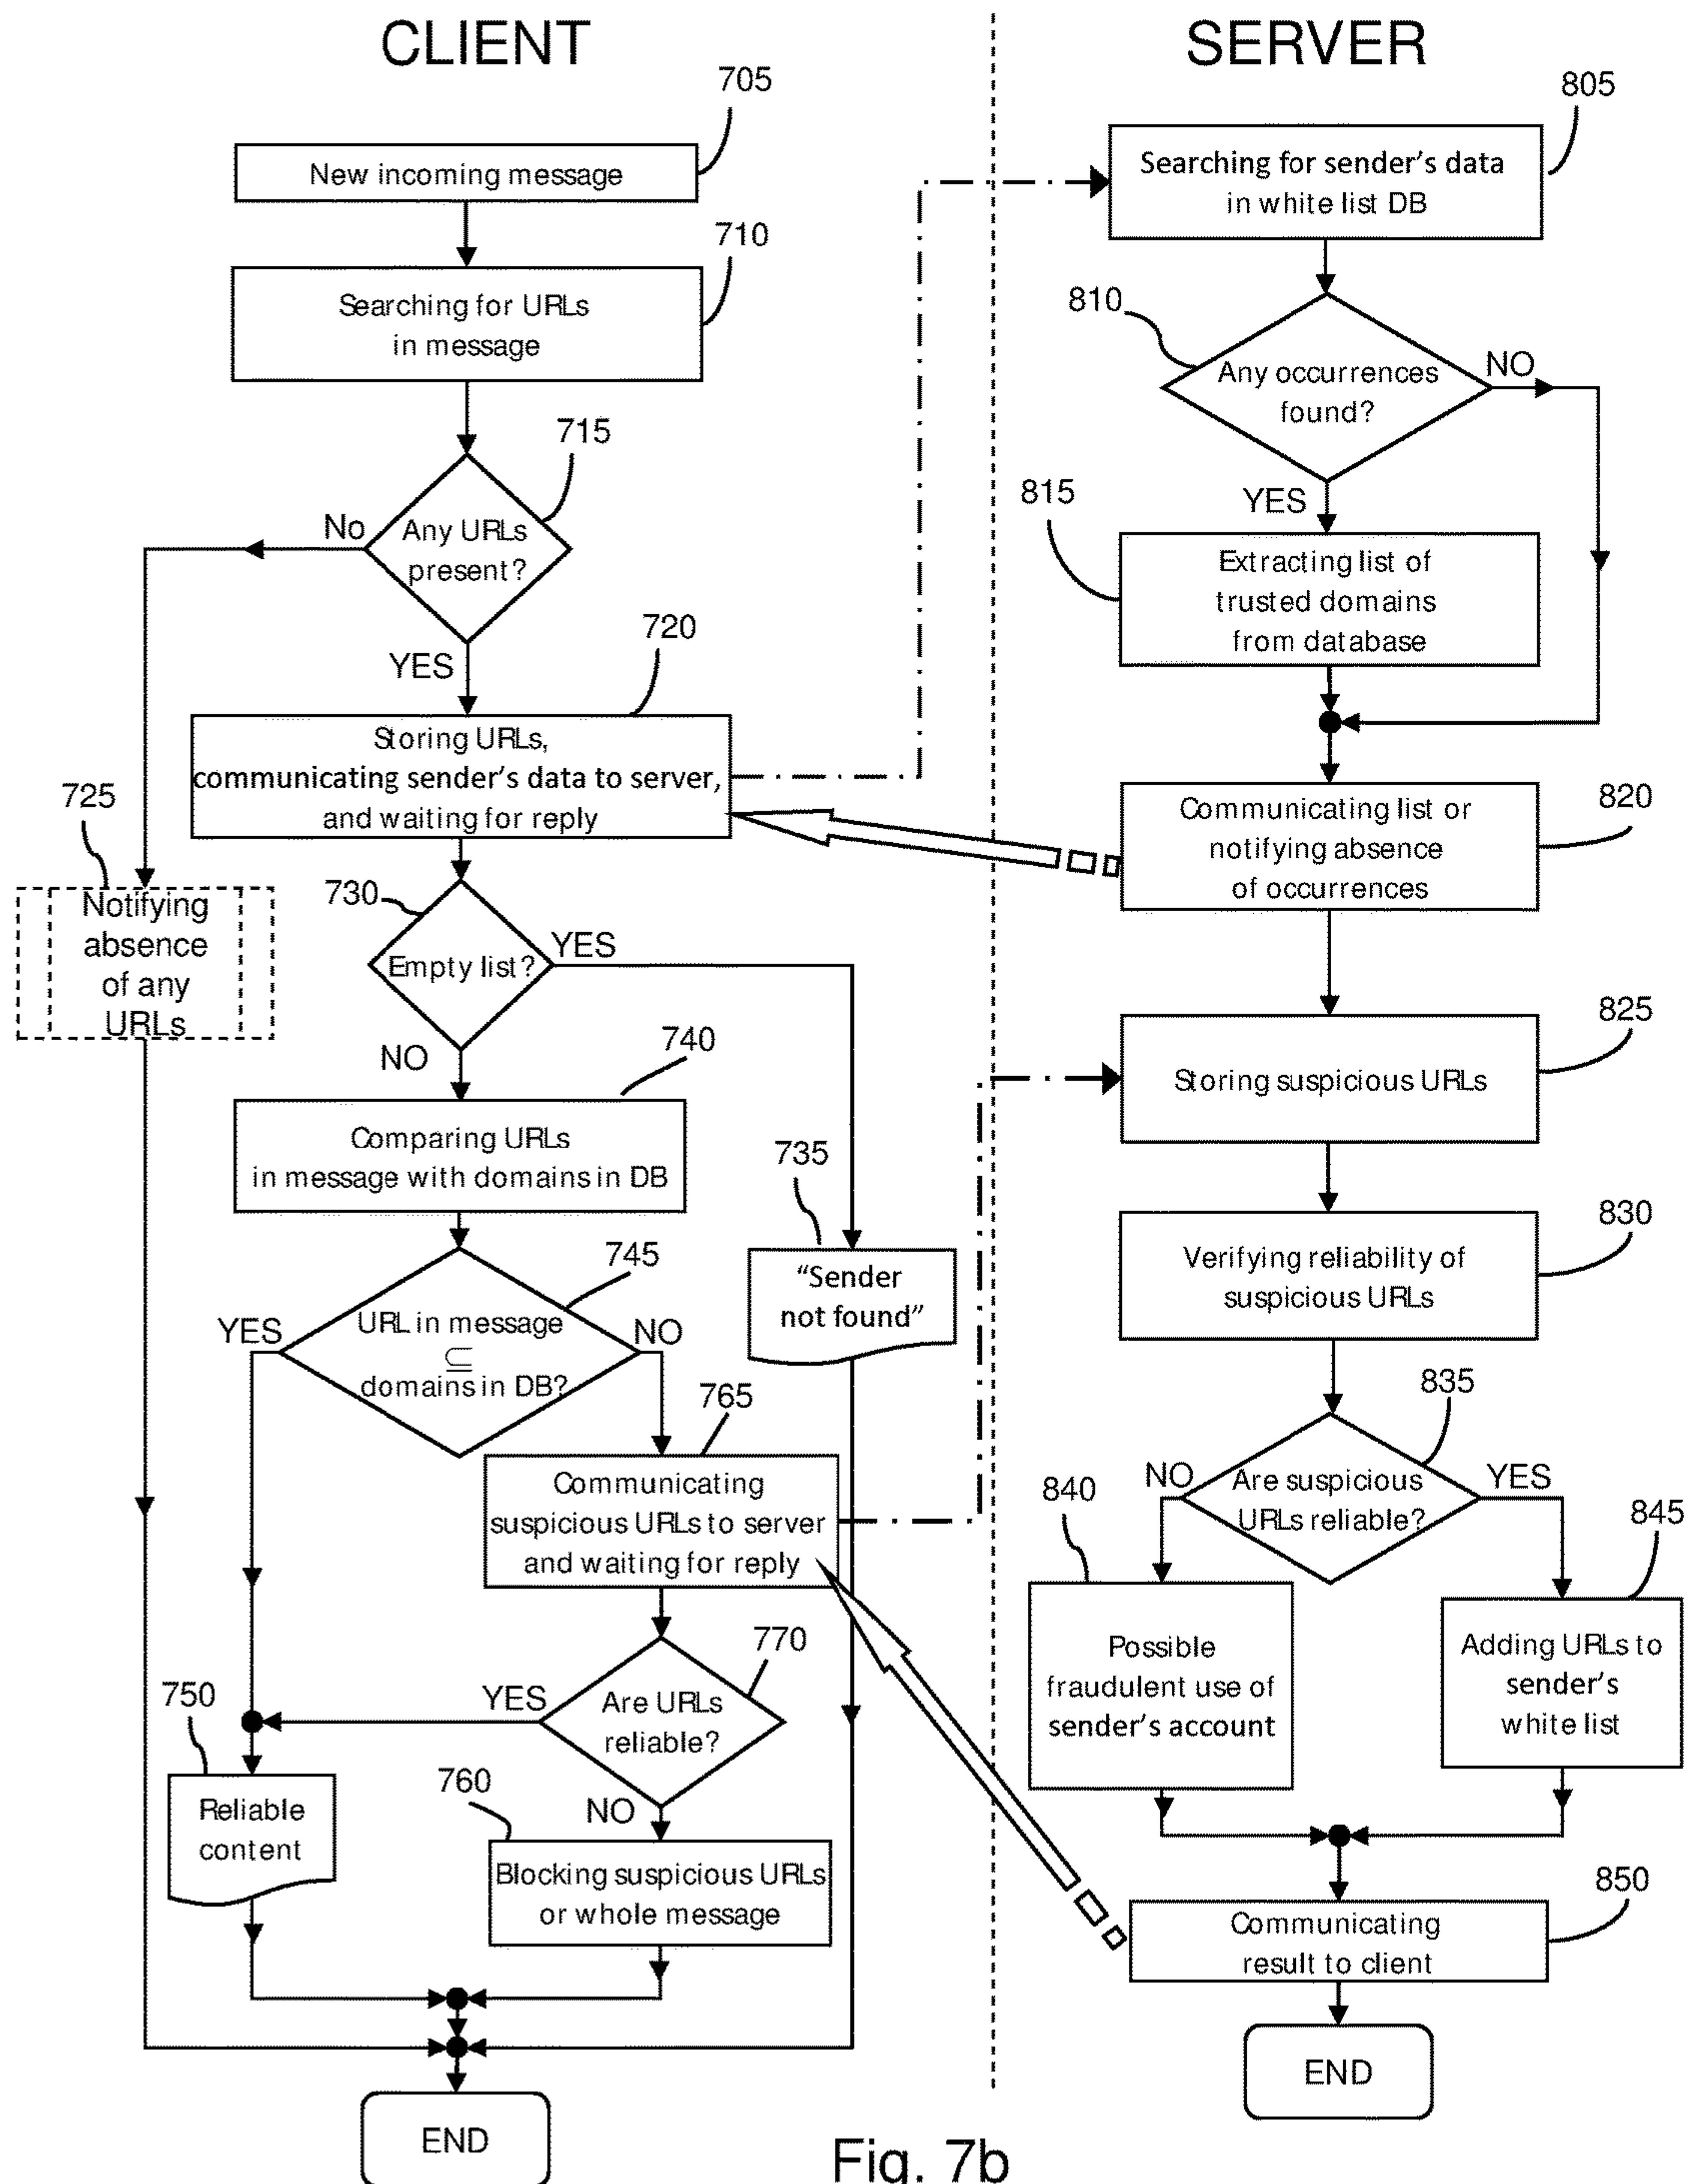 CLIENT
SERVER
705
New incoming message
710
Searching for URLs
in message
715
Any URLs
present?
No
YES
720
Storing URLs,
communicating sender's data to server,
and waiting for reply
725
Notifying
absence
of any
URLs
730
Empty list?
YES
NO
740
Comparing URLs
in message with domains in DB
735
“Sender
not found”
745
URL in message
⊆
domains in DB?
YES
NO
765
Communicating
suspicious URLs to server
and waiting for reply
770
Are URLs
reliable?
YES
NO
750
Reliable
content
760
Blocking suspicious URLs
or whole message
END
805
Searching for sender's data
in white list DB
810
Any occurrences
found?
NO
YES
815
Extracting list of
trusted domains
from database
820
Communicating list or
notifying absence
of occurrences
825
Storing suspicious URLs
830
Verifying reliability of
suspicious URLs
835
Are suspicious
URLs reliable?
NO
YES
840
Possible
fraudulent use of
sender's account
845
Adding URLs to
sender's
white list
850
Communicating
result to client
END
Fig. 7b